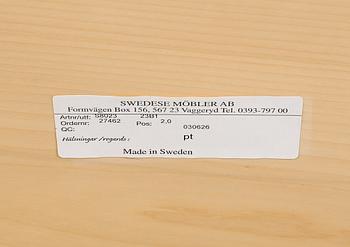 SWEDESE MÖBLER AB
Formvägen Box 156, 567 23 Vaggeryd Tel. 0393-797 00
Artnr/utf: S8023 23B1
Ordernr: 27462 Pos: 2,0
QC: 030626
Hälsningar /regards: pt
Made in Sweden